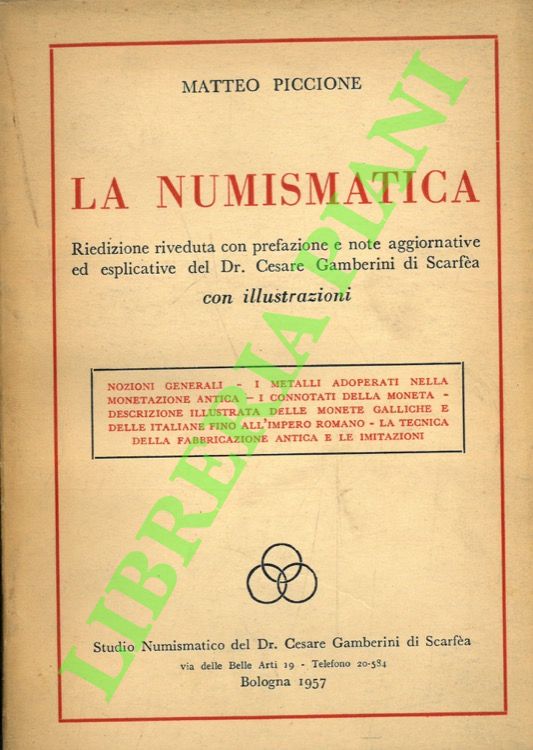 MATTEO PICCIONE
LA NUMISMATICA
Riedizione riveduta con prefazione e note aggiornative
ed esplicative del Dr. Cesare Gamberini di Scarfèa
con illustrazioni
NOZIONI GENERALI - I METALLI ADOPERATI NELLA
MONETAZIONE ANTICA - I CONNOTATI DELLA MONETA -
DESCRIZIONE ILLUSTRATA DELLE MONETE GALLICHE E
DELLE ITALIANE FINO ALL'IMPERO ROMANO - LA TECNICA
DELLA FABBRICAZIONE ANTICA E LE IMITAZIONI
Studio Numismatico del Dr. Cesare Gamberini di Scarfèa
via delle Belle Arti 19 - Telefono 20-584
Bologna 1957
LIBRERIA PIANI